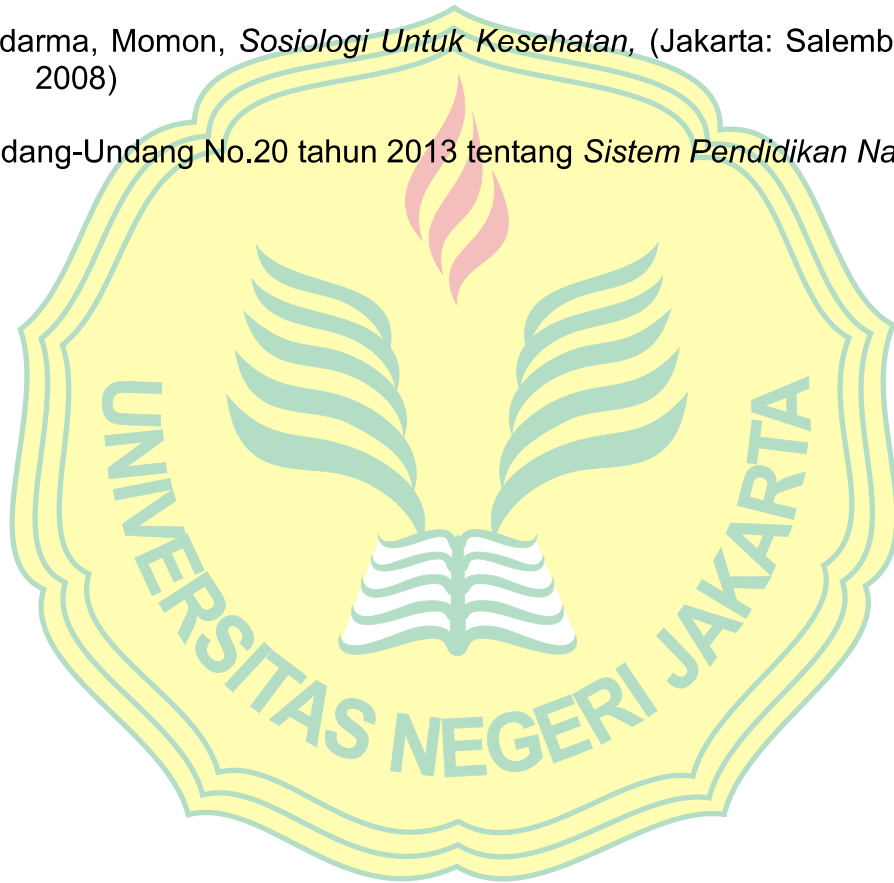 darma, Momon, Sosiologi Untuk Kesehatan, (Jakarta: Salemb
2008)
dang-Undang No.20 tahun 2013 tentang Sistem Pendidikan Na
UNIVERSITAS NEGERI JAKARTA